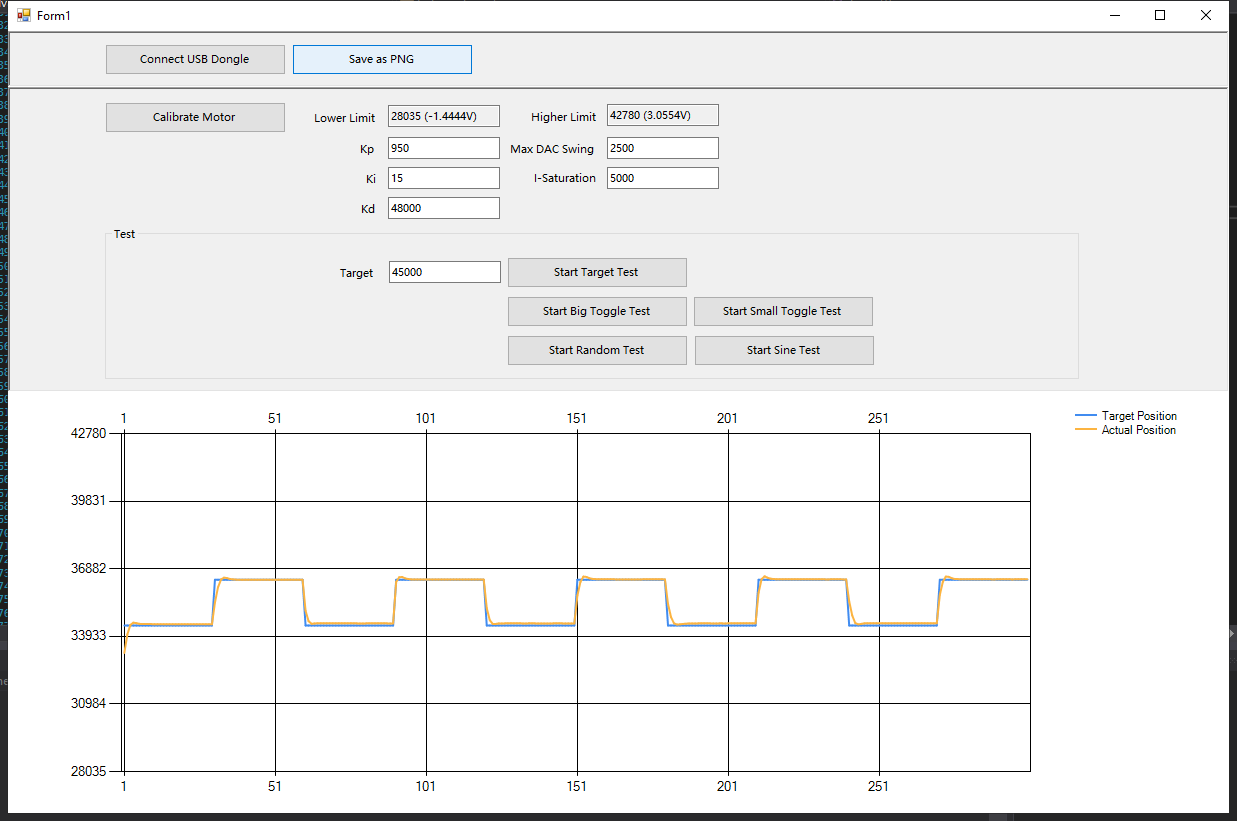 Form1
Connect USB Dongle
Save as PNG
Calibrate Motor
Lower Limit
28035 (-1.4444V)
Higher Limit
42780 (3.0554V)
Kp
950
Max DAC Swing
2500
Ki
15
I-Saturation
5000
Kd
48000
Test
Target
45000
Start Target Test
Start Big Toggle Test
Start Small Toggle Test
Start Random Test
Start Sine Test
1 51 101 151 201 251
Target Position
Actual Position
42780
39831
36882
33933
30984
28035
1 51 101 151 201 251